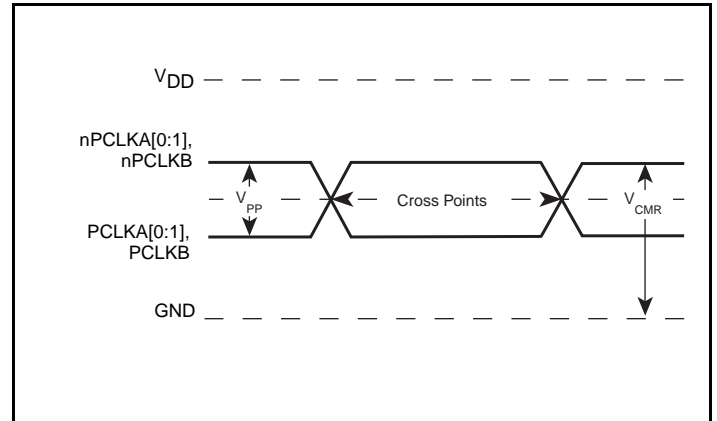 VDD
nPCLKA[0:1],
nPCLKB
VPP
Cross Points
VCMR
PCLKA[0:1],
PCLKB
GND